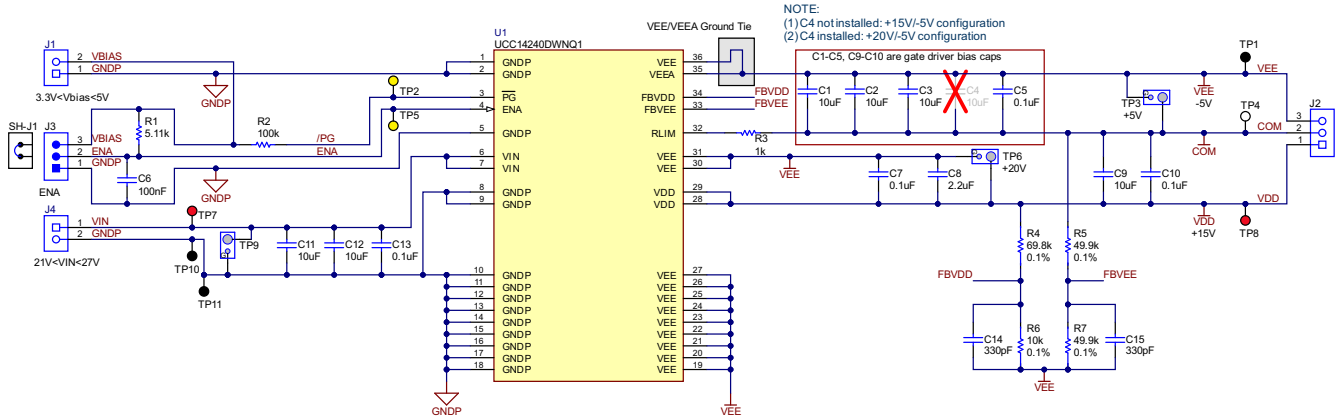 NOTE:
(1) C4 not installed: +15V/-5V configuration
(2) C4 installed: +20V/-5V configuration
VEE/VEEA Ground Tie
C1-C5, C9-C10 are gate driver bias caps
U1
UCC14240DWNQ1
J1
2 VBIAS
1 GNDP
3.3V<Vbias<5V
GNDP
SH-J1
J3
3 VBIAS
2 ENA
1 GNDP
ENA
R1
5.11k
R2
100k
/PG
ENA
C6
100nF
GNDP
TP2
TP5
J4
1 VIN
2 GNDP
21V<VIN<27V
TP7
TP10
TP11
TP9
C11
10uF
C12
10uF
C13
0.1uF
1 GNDP
2 GNDP
3 PG
4 ENA
5 GNDP
6 VIN
7 VIN
8 GNDP
9 GNDP
10 GNDP
11 GNDP
12 GNDP
13 GNDP
14 GNDP
15 GNDP
16 GNDP
17 GNDP
18 GNDP
GNDP
VEE 36
VEEA 35
FBVDD 34 FBVDD
FBVEE 33 FBVEE
RLIM 32
VEE 31
VEE 30
VDD 29
VDD 28
VEE 27
VEE 26
VEE 25
VEE 24
VEE 23
VEE 22
VEE 21
VEE 20
VEE 19
VEE
R3
1k
VEE
C1
10uF
C2
10uF
C3
10uF
C4
10uF
C5
0.1uF
C7
0.1uF
C8
2.2uF
TP6
+20V
TP3
+5V
TP1
VEE
VEE
-5V
TP4
COM
COM
J2
3
2
1
C9
10uF
C10
0.1uF
VDD
VDD
+15V
TP8
R4
69.8k
0.1%
R5
49.9k
0.1%
FBVDD
FBVEE
C14
330pF
R6
10k
0.1%
R7
49.9k
0.1%
C15
330pF
VEE